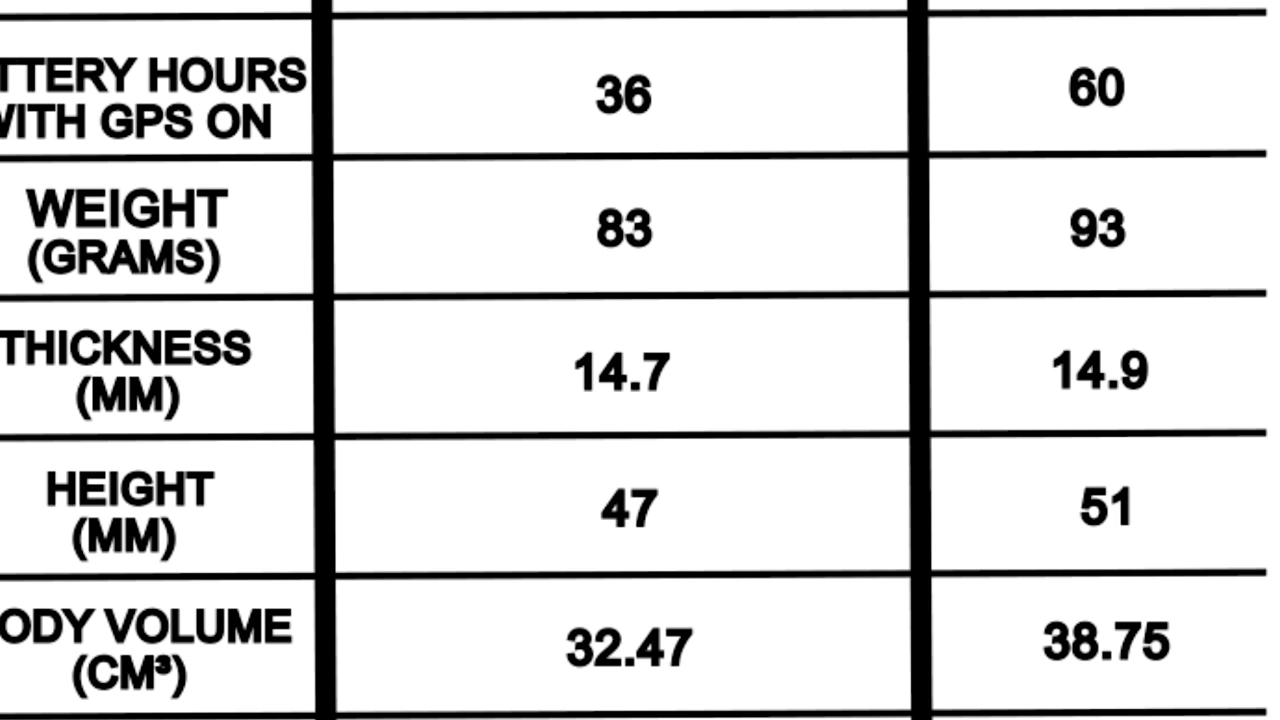 TTERY HOURS
WITH GPS ON
36
60
WEIGHT
(GRAMS)
83
93
THICKNESS
(MM)
14.7
14.9
HEIGHT
(MM)
47
51
ODY VOLUME
(CM³)
32.47
38.75